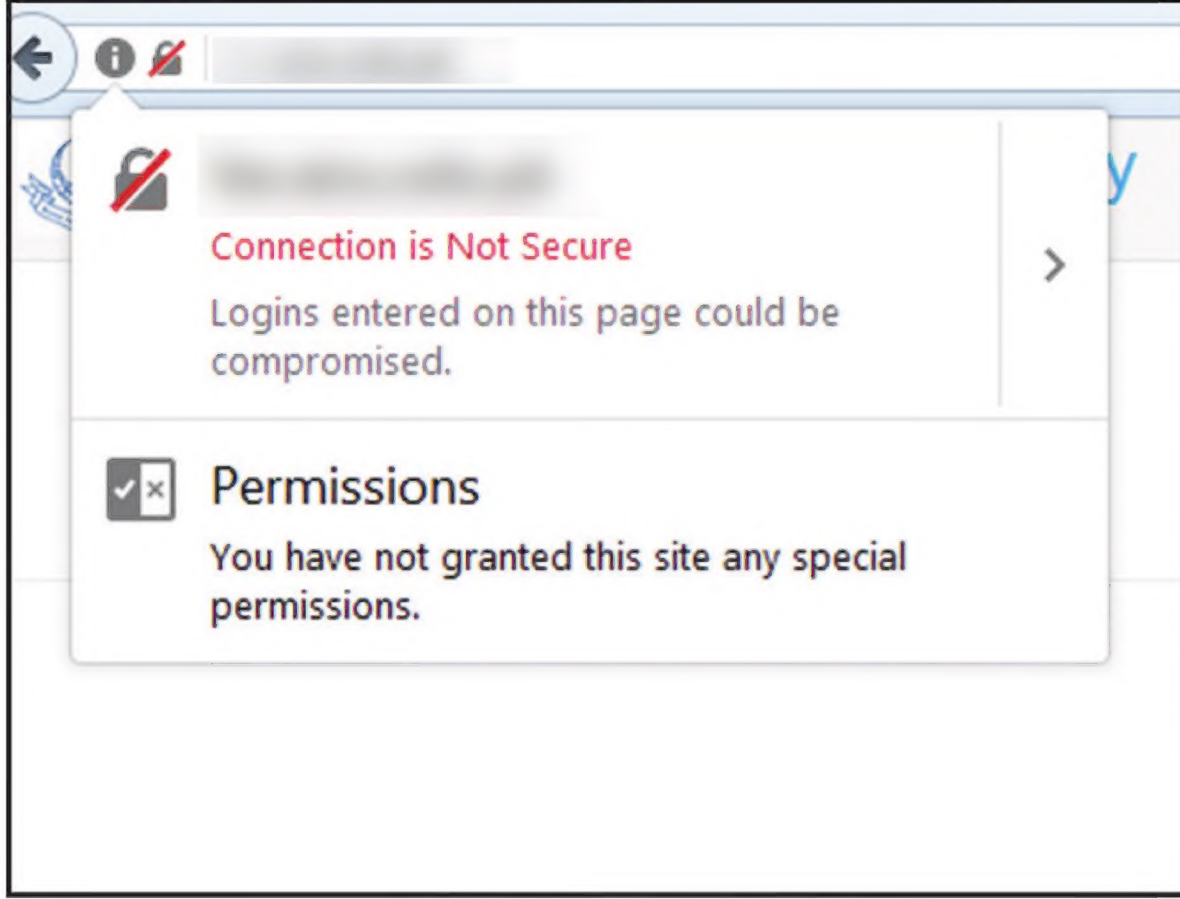 y
Connection is Not Secure
Logins entered on this page could be
compromised.
Permissions
You have not granted this site any special
permissions.